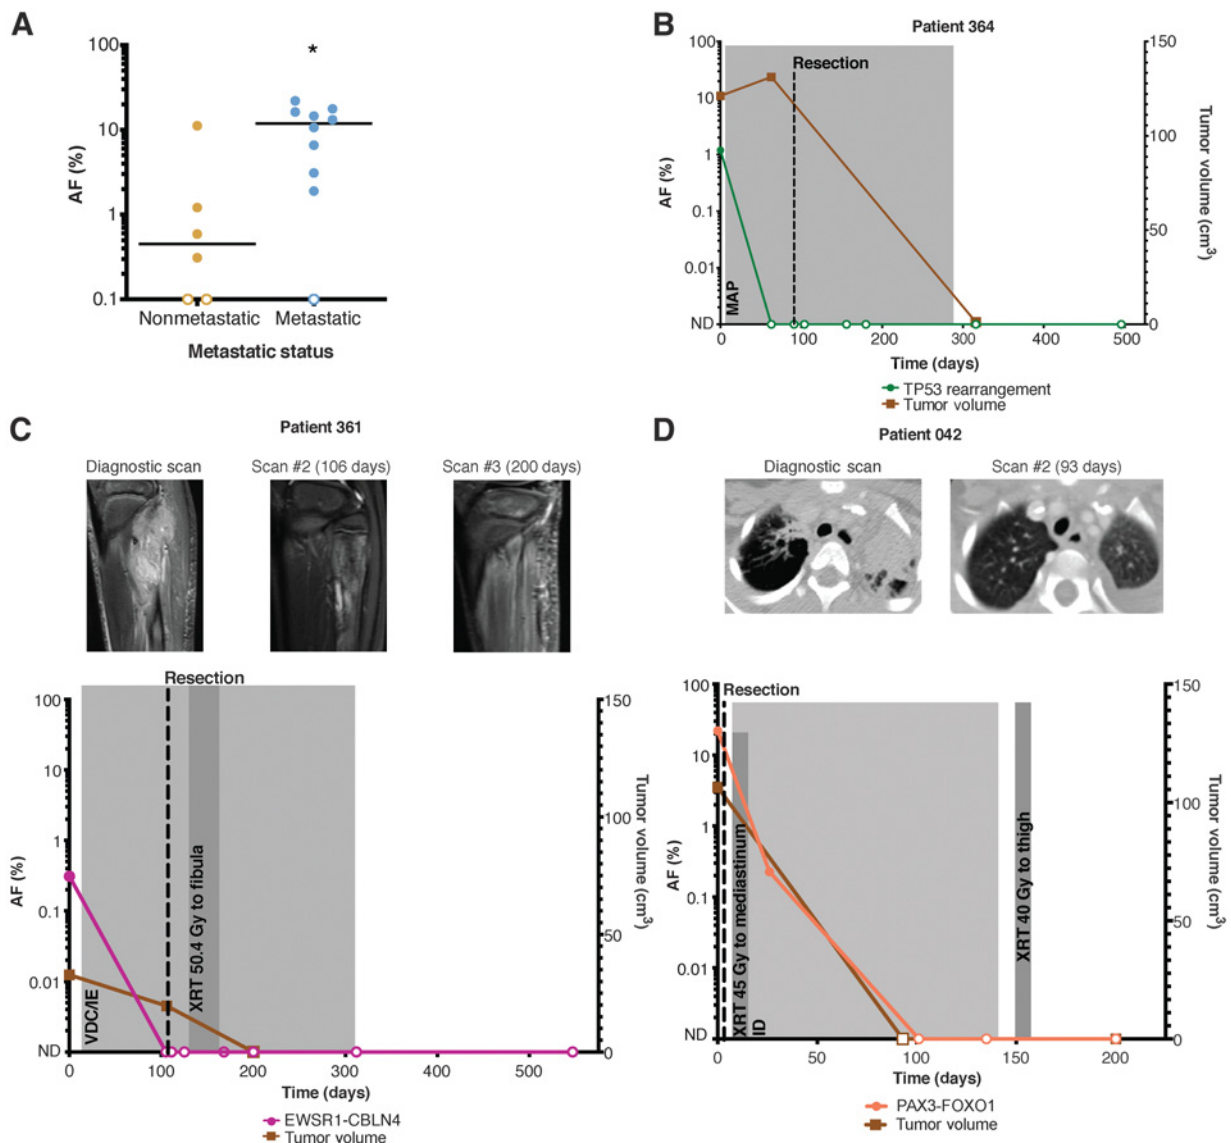 A
100
10
1
0.1
AF (%)
*
Nonmetastatic
Metastatic
Metastatic status
B
Patient 364
100
10
1
0.1
0.01
ND
AF (%)
Resection
MAP
150
100
50
0
Tumor volume (cm3)
0 100 200 300 400 500
Time (days)
TP53 rearrangement
Tumor volume
C
Patient 361
Diagnostic scan
Scan #2 (106 days)
Scan #3 (200 days)
Resection
100
10
1
0.1
0.01
ND
AF (%)
VDC/IE
XRT 50.4 Gy to fibula
150
100
50
0
Tumor volume (cm3)
0 100 200 300 400 500
Time (days)
EWSR1-CBLN4
Tumor volume
D
Patient 042
Diagnostic scan
Scan #2 (93 days)
Resection
100
10
1
0.1
0.01
ND
AF (%)
XRT 45 Gy to mediastinum
ID
XRT 40 Gy to thigh
150
100
50
0
Tumor volume (cm3)
0 50 100 150 200
Time (days)
PAX3-FOXO1
Tumor volume